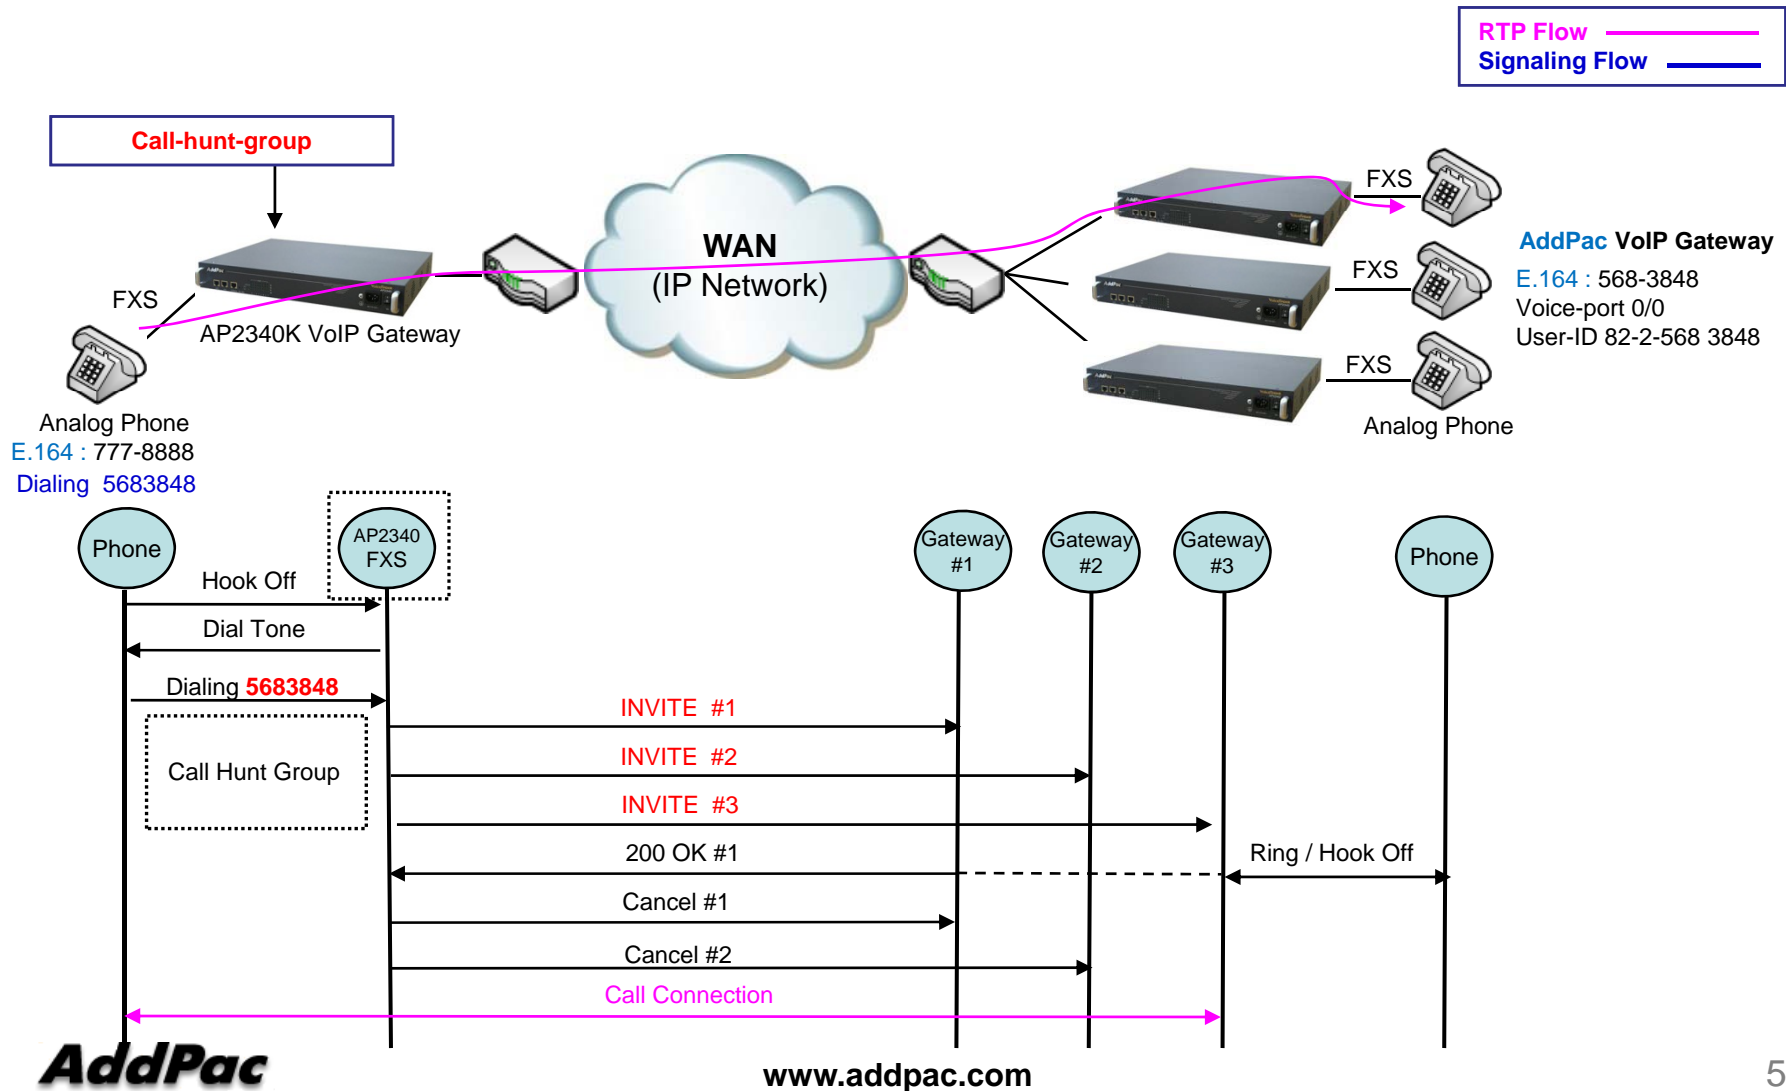 RTP Flow
Signaling Flow
Call-hunt-group
WAN
(IP Network)
FXS
AP2340K VoIP Gateway
Analog Phone
E.164 : 777-8888
Dialing 5683848
FXS
FXS
FXS
Analog Phone
AddPac VoIP Gateway
E.164 : 568-3848
Voice-port 0/0
User-ID 82-2-568 3848
Phone
AP2340
FXS
Gateway
#1
Gateway
#2
Gateway
#3
Phone
Hook Off
Dial Tone
Dialing 5683848
Call Hunt Group
INVITE #1
INVITE #2
INVITE #3
200 OK #1
Ring / Hook Off
Cancel #1
Cancel #2
Call Connection
AddPac
www.addpac.com
5